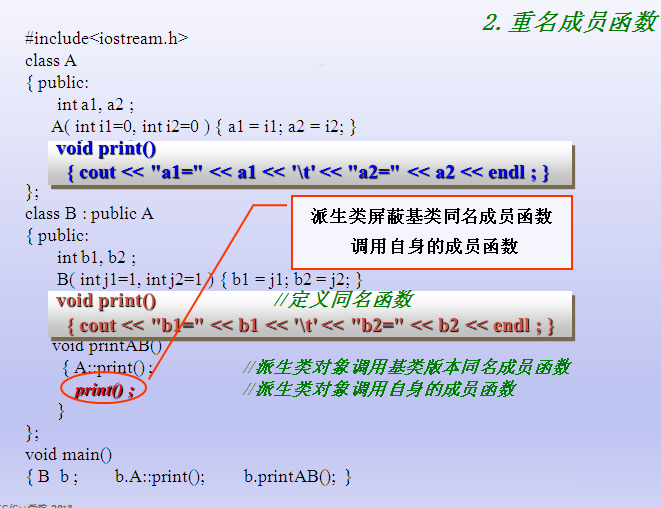 2.重名成员函数
#include<iostream.h>
class A
{ public:
int a1, a2 ;
A( int i1=0, int i2=0 ) { a1 = i1; a2 = i2; }
void print()
{ cout << "a1=" << a1 << '\t' << "a2=" << a2 << endl ; }
};
class B : public A
{ public:
int b1, b2 ;
B( int j1=1, int j2=1 ) { b1 = j1; b2 = j2; }
void print() //定义同名函数
{ cout << "b1=" << b1 << '\t' << "b2=" << b2 << endl ; }
void printAB()
{ A::print() ; //派生类对象调用基类版本同名成员函数
print() ; //派生类对象调用自身的成员函数
}
};
void main()
{ B b ; b.A::print(); b.printAB(); }
派生类屏蔽基类同名成员函数
调用自身的成员函数